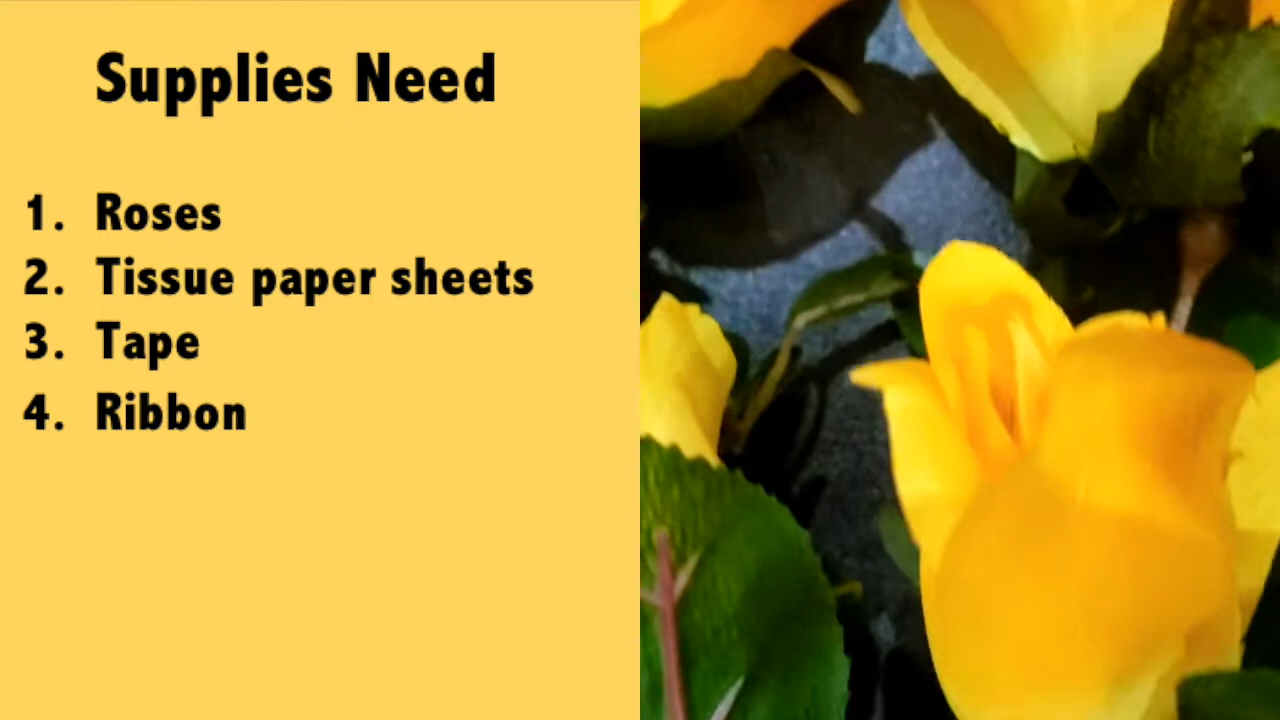 Supplies Need
1. Roses
2. Tissue paper sheets
3. Tape
4. Ribbon